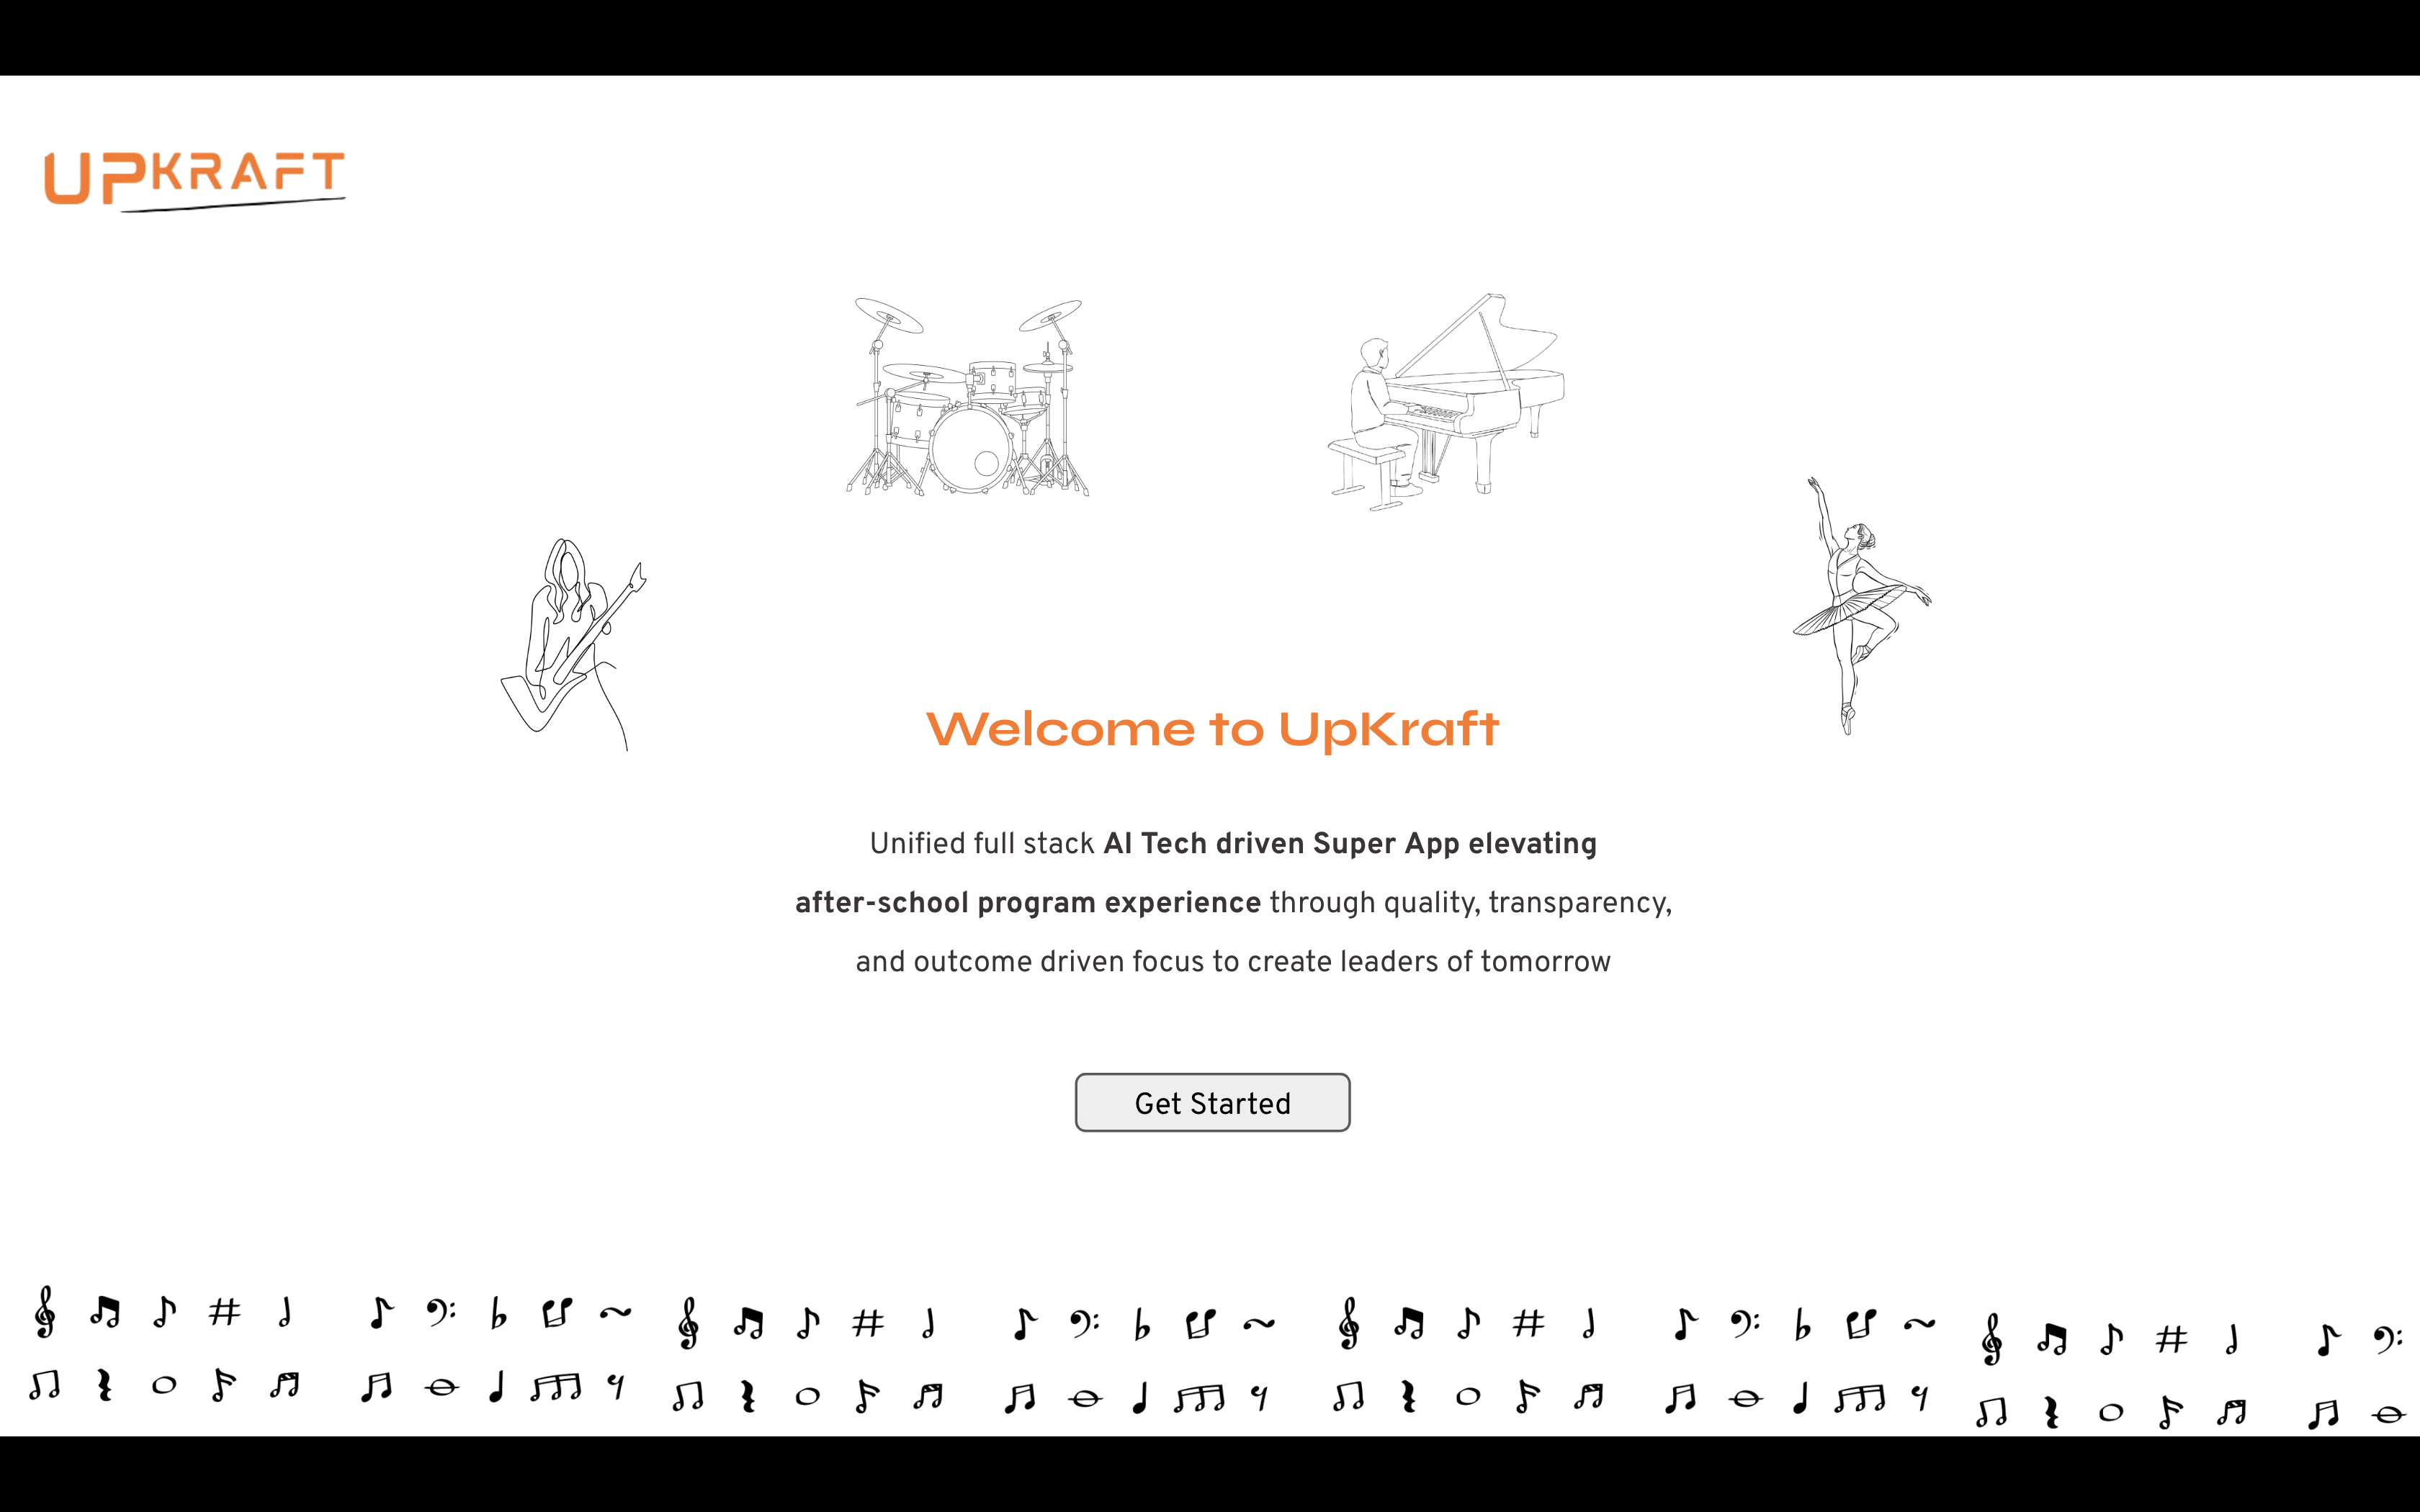 UPKRAFT
Welcome to UpKraft
Unified full stack AI Tech driven Super App elevating
after-school program experience through quality, transparency,
and outcome driven focus to create leaders of tomorrow
Get Started